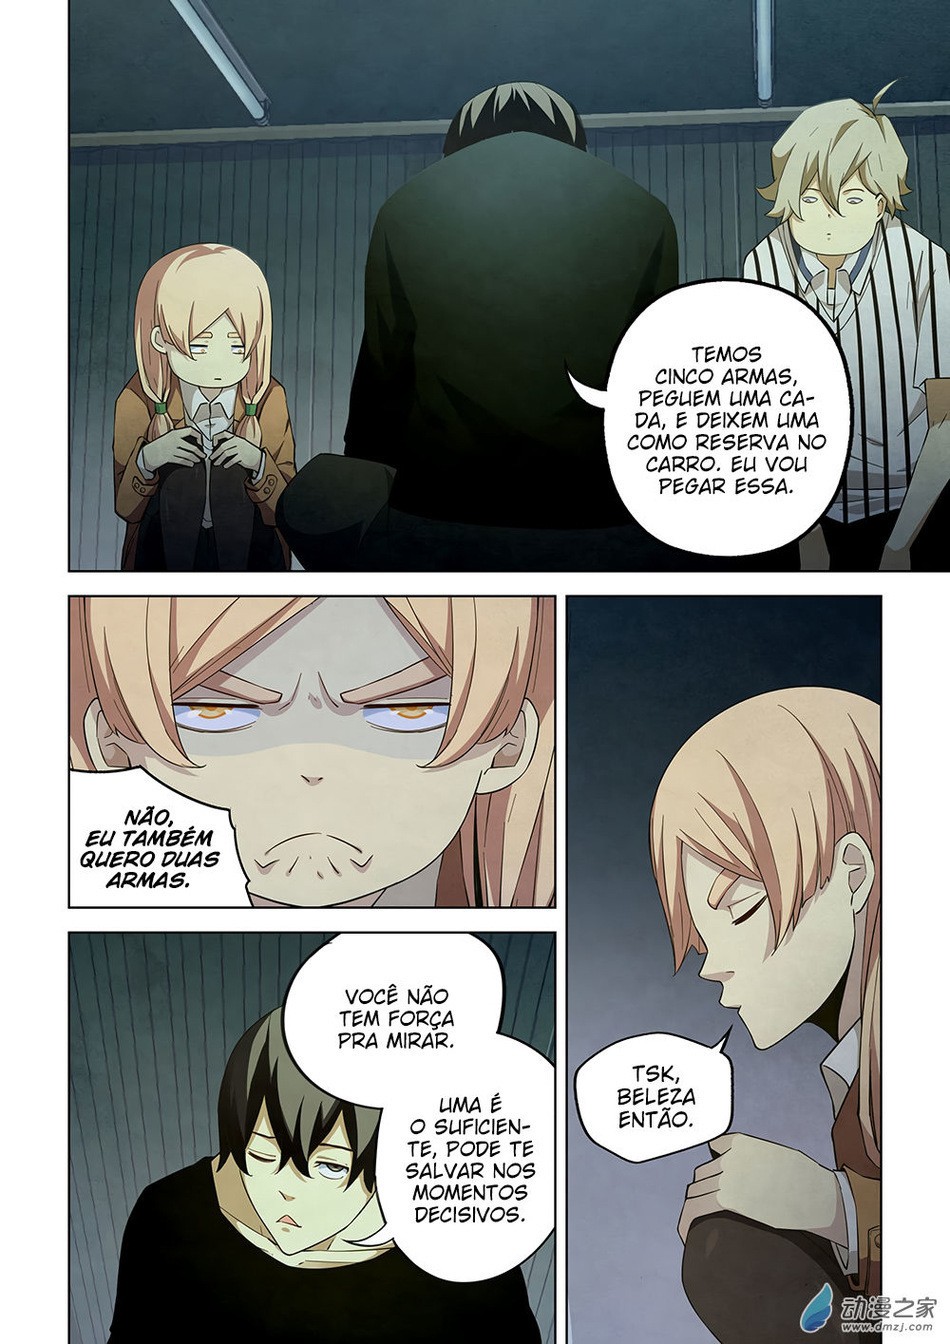 TEMOS
CINCO ARMAS,
PEGUEM UMA CA-
DA, E DEIXEM UMA
COMO RESERVA NO
CARRO. EU VOU
PEGAR ESSA.
NÃO,
EU TAMBÉM
QUERO DUAS
ARMAS.
VOCÊ NÃO
TEM FORÇA
PRA MIRAR.
UMA É
O SUFICIEN-
TE, PODE TE
SALVAR NOS
MOMENTOS
DECISIVOS.
TSK,
BELEZA
ENTÃO.
动漫之家
www.dmzj.com